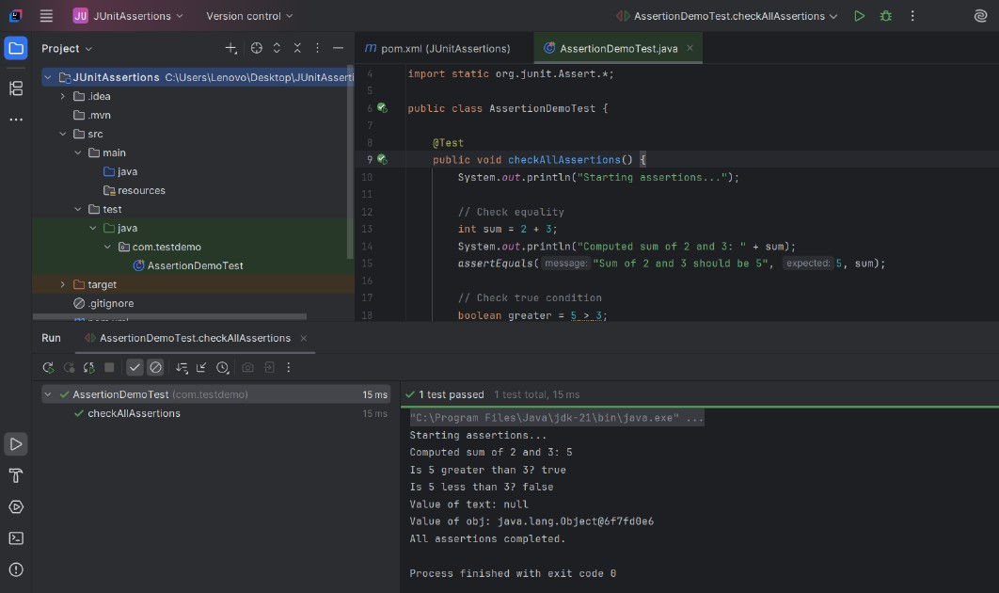 JU JUnitAssertions Version control AssertionDemoTest.checkAllAssertions
Project
m pom.xml (JUnitAssertions) AssertionDemoTest.java
JUnitAssertions C:\Users\Lenovo\Desktop\JUnitAsserti
.idea
.mvn
src
main
java
resources
test
java
com.testdemo
AssertionDemoTest
target
.gitignore
4 import static org.junit.Assert.*;
5
6 public class AssertionDemoTest {
7
8 @Test
9 public void checkAllAssertions() {
10 System.out.println("Starting assertions...");
11
12 // Check equality
13 int sum = 2 + 3;
14 System.out.println("Computed sum of 2 and 3: " + sum);
15 assertEquals( message: "Sum of 2 and 3 should be 5", expected: 5, sum);
16
17 // Check true condition
18 boolean greater = 5 > 3;
Run AssertionDemoTest.checkAllAssertions
AssertionDemoTest (com.testdemo) 15 ms
checkAllAssertions 15 ms
1 test passed 1 test total, 15 ms
"C:\Program Files\Java\jdk-21\bin\java.exe" ...
Starting assertions...
Computed sum of 2 and 3: 5
Is 5 greater than 3? true
Is 5 less than 3? false
Value of text: null
Value of obj: java.lang.Object@6f7fd0e6
All assertions completed.
Process finished with exit code 0